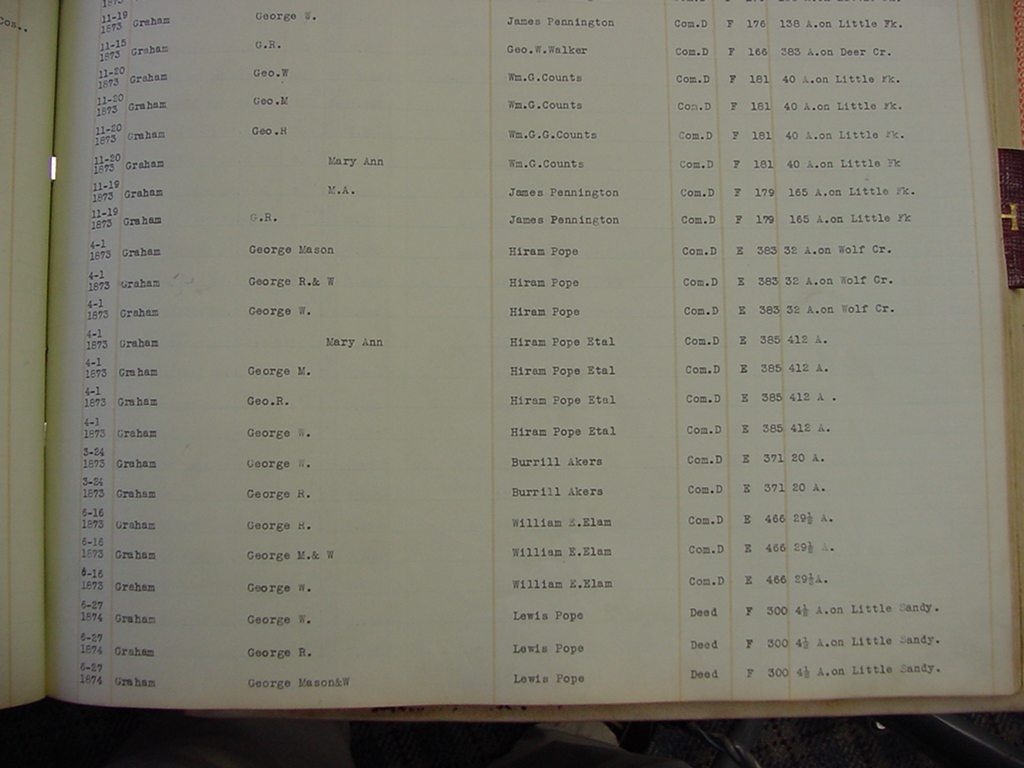 Cos..
1873
11-19
1873 Graham George W. James Pennington Com.D F 176 138 A.on Little Fk.
11-15
1873 Graham G.R. Geo.W.Walker Com.D F 166 383 A.on Deer Cr.
11-20
1873 Graham Geo.W Wm.G.Counts Com.D F 181 40 A.on Little Fk.
11-20
1873 Graham Geo.M Wm.G.Counts Com.D F 181 40 A.on Little Fk.
11-20
1873 Graham Geo.R Wm.G.G.Counts Com.D F 181 40 A.on Little Fk.
11-20
1873 Graham Mary Ann Wm.G.Counts Com.D F 181 40 A.on Little Fk
11-19
1873 Graham M.A. James Pennington Com.D F 179 165 A.on Little Fk.
11-19
1873 Graham G.R. James Pennington Com.D F 179 165 A.on Little Fk
4-1
1873 Graham George Mason Hiram Pope Com.D E 383 32 A.on Wolf Cr.
4-1
1873 Graham George R.& W Hiram Pope Com.D E 383 32 A.on Wolf Cr.
4-1
1873 Graham George W. Hiram Pope Com.D E 383 32 A.on Wolf Cr.
4-1
1873 Graham Mary Ann Hiram Pope Etal Com.D E 385 412 A.
4-1
1873 Graham George M. Hiram Pope Etal Com.D E 385 412 A.
4-1
1873 Graham Geo.R. Hiram Pope Etal Com.D E 385 412 A .
4-1
1873 Graham George W. Hiram Pope Etal Com.D E 385 412 A.
3-24
1873 Graham George W. Burrill Akers Com.D E 371 20 A.
3-24
1873 Graham George R. Burrill Akers Com.D E 371 20 A.
6-16
1873 Graham George R. William E.Elam Com.D E 466 29½ A.
6-16
1873 Graham George M.& W William E.Elam Com.D E 466 29½ A.
6-16
1873 Graham George W. William E.Elam Com.D E 466 29½A.
6-27
1874 Graham George W. Lewis Pope Deed F 300 4½ A.on Little Sandy.
6-27
1874 Graham George R. Lewis Pope Deed F 300 4½ A.on Little Sandy.
6-27
1874 Graham George Mason&W Lewis Pope Deed F 300 4½ A.on Little Sandy.
H